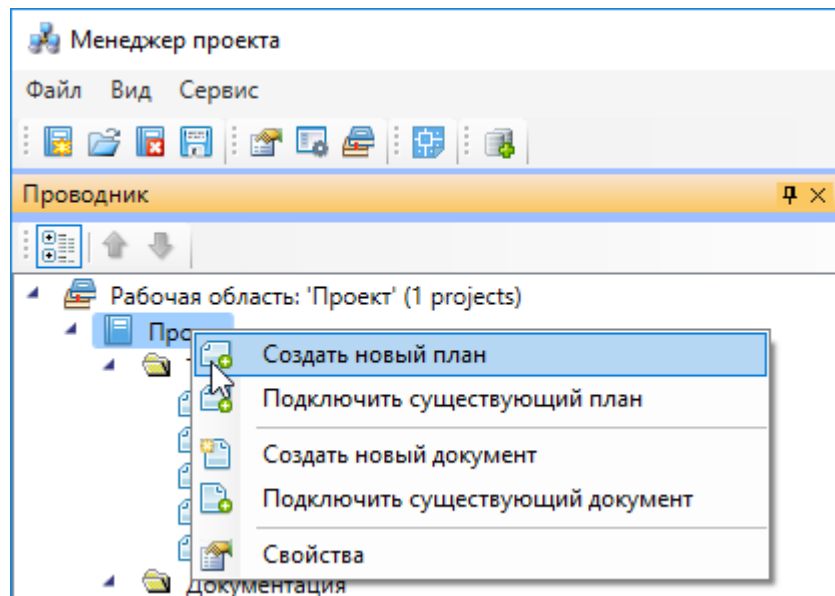 Менеджер проекта
Файл Вид Сервис
Проводник
Рабочая область: 'Проект' (1 projects)
Создать новый план
Подключить существующий план
Создать новый документ
Подключить существующий документ
Свойства
Документация